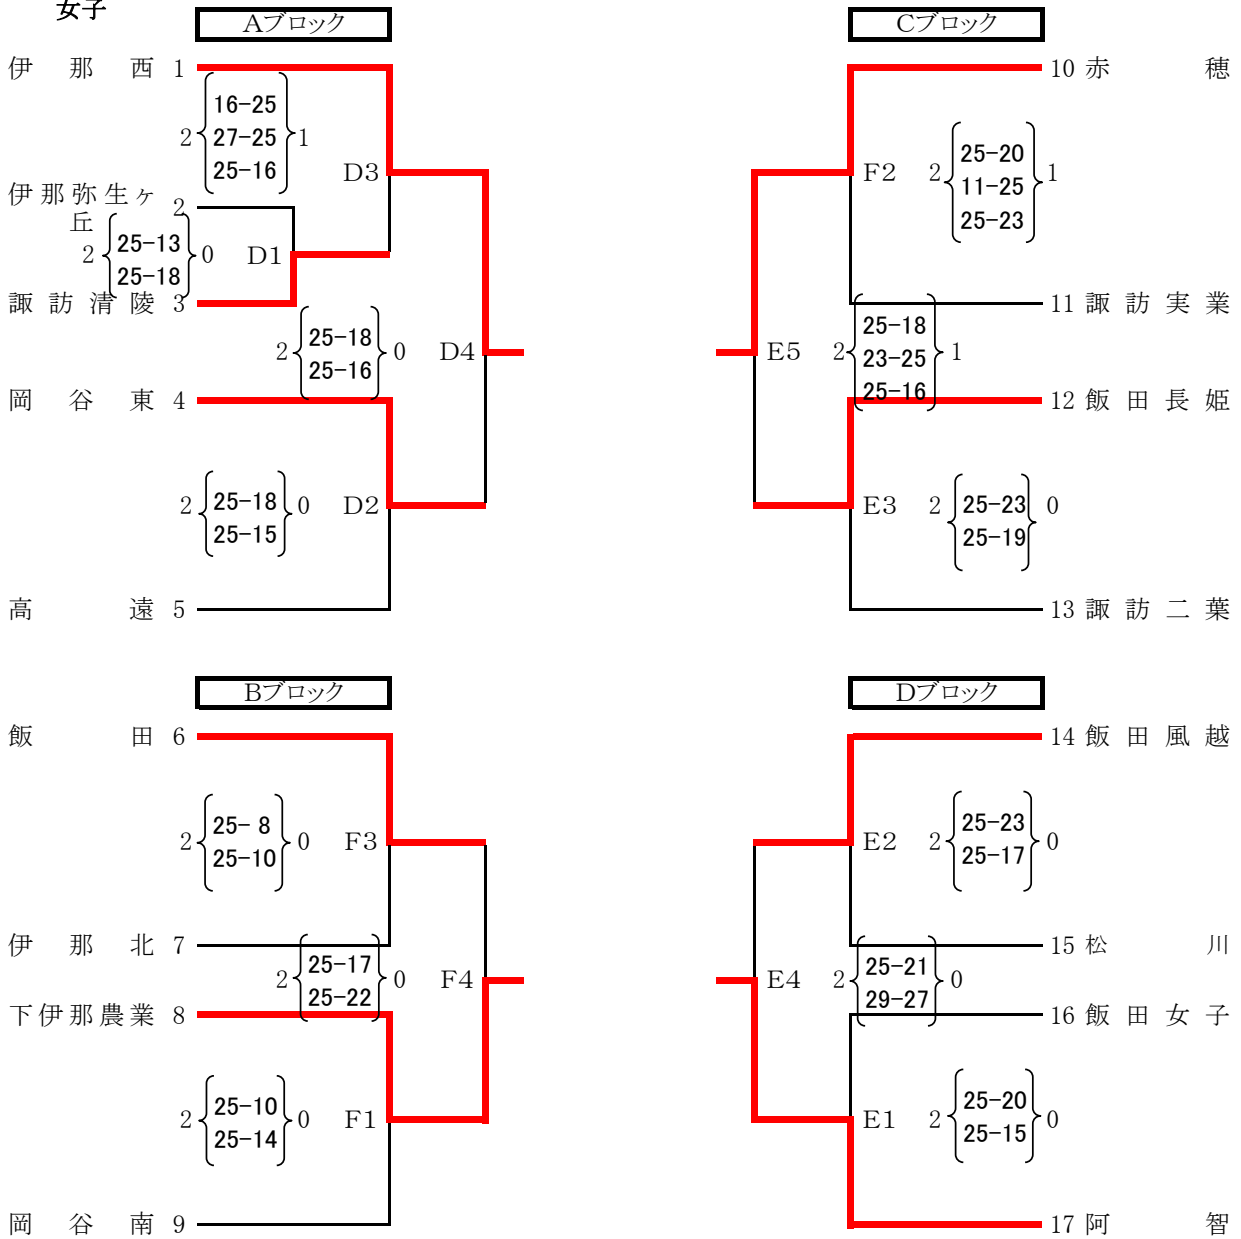 女子
Aブロック
伊那西 1
16-25
2 27-25 1
25-16
D3
伊那弥生ヶ丘 2
2 25-13 0
25-18
D1
諏訪清陵 3
25-18
2 25-16 0
D4
岡谷東 4
2 25-18 0
25-15
D2
高遠 5
Bブロック
飯田 6
25- 8
2 25-10 0
F3
伊那北 7
25-17
2 25-22 0
F4
下伊那農業 8
25-10
2 25-14 0
F1
岡谷南 9
Cブロック
10 赤穂
F2
25-20
2 11-25 1
25-23
11 諏訪実業
E5
25-18
2 23-25 1
25-16
12 飯田長姫
E3
2 25-23 0
25-19
13 諏訪二葉
Dブロック
14 飯田風越
E2
25-23
2 25-17 0
15 松川
E4
25-21
2 29-27 0
16 飯田女子
E1
25-20
2 25-15 0
17 阿智